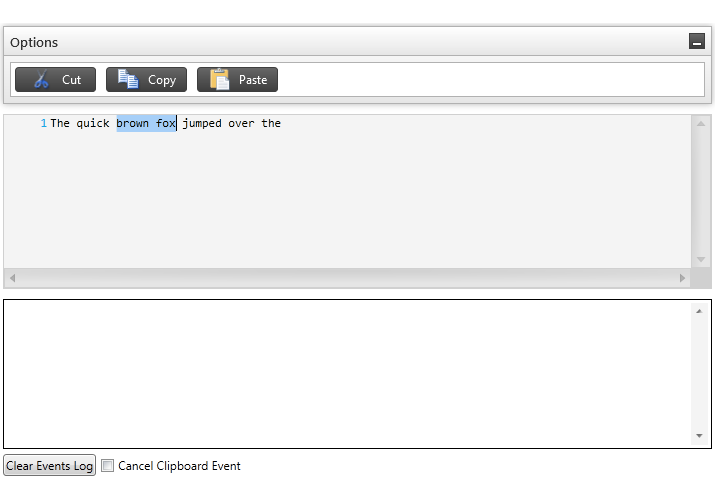 Options
Cut Copy Paste
1 The quick brown fox jumped over the
Clear Events Log Cancel Clipboard Event